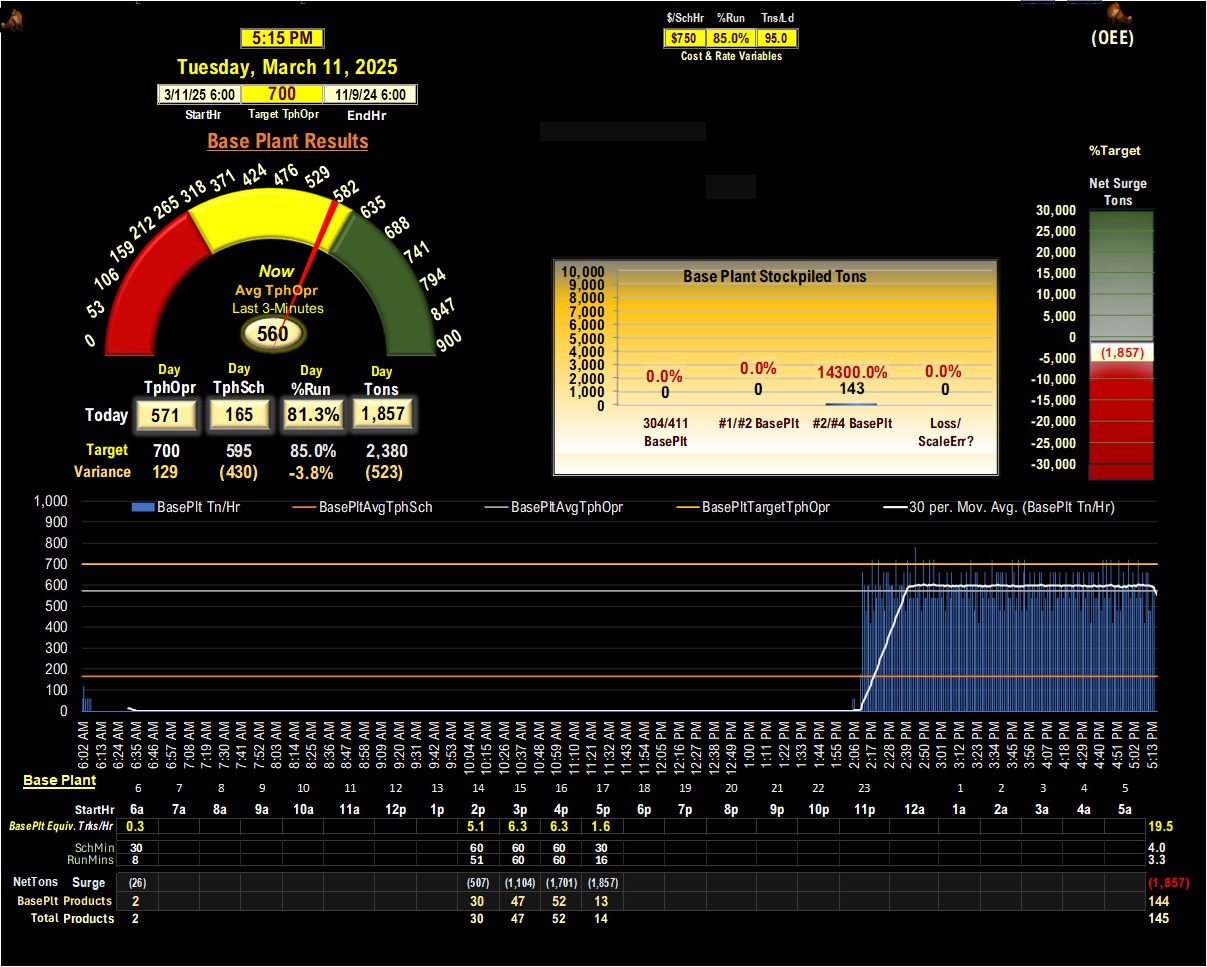 $/SchHr %Run Tns/Ld
5:15 PM
$750 85.0% 95.0
(OEE)
Cost & Rate Variables
Tuesday, March 11, 2025
3/11/25 6:00 700 11/9/24 6:00
StartHr Target TphOpr EndHr
Base Plant Results
%Target
Net Surge
Tons
0 53 106 159 212 265 318 371 424 476 529 582 635 688 741 794 847 900
Now
Avg TphOpr
Last 3-Minutes
560
30,000
25,000
20,000
15,000
10,000
5,000
0
-5,000
-10,000
-15,000
-20,000
-25,000
-30,000
(1,857)
Base Plant Stockpiled Tons
10,000
9,000
8,000
7,000
6,000
5,000
4,000
3,000
2,000
1,000
0
0.0% 0.0% 14300.0% 0.0%
0 0 143 0
304/411 BasePlt
#1/#2 BasePlt
#2/#4 BasePlt
Loss/ ScaleErr?
Day Day Day Day
TphOpr TphSch %Run Tons
Today 571 165 81.3% 1,857
Target 700 595 85.0% 2,380
Variance 129 (430) -3.8% (523)
BasePlt Tn/Hr BasePltAvgTphSch BasePltAvgTphOpr BasePltTargetTphOpr 30 per. Mov. Avg. (BasePlt Tn/Hr)
1,000
900
800
700
600
500
400
300
200
100
0
6:02 AM 6:13 AM 6:24 AM 6:35 AM 6:46 AM 6:57 AM 7:08 AM 7:19 AM 7:30 AM 7:41 AM 7:52 AM 8:03 AM 8:14 AM 8:25 AM 8:36 AM 8:47 AM 8:58 AM 9:09 AM 9:20 AM 9:31 AM 9:42 AM 9:53 AM 10:04 AM 10:15 AM 10:26 AM 10:37 AM 10:48 AM 10:59 AM 11:10 AM 11:21 AM 11:32 AM 11:43 AM 11:54 AM 12:05 PM 12:16 PM 12:27 PM 12:38 PM 12:49 PM 1:00 PM 1:11 PM 1:22 PM 1:33 PM 1:44 PM 1:55 PM 2:06 PM 2:17 PM 2:28 PM 2:39 PM 2:50 PM 3:01 PM 3:12 PM 3:23 PM 3:34 PM 3:45 PM 3:56 PM 4:07 PM 4:18 PM 4:29 PM 4:40 PM 4:51 PM 5:02 PM 5:13 PM
Base Plant
6 7 8 9 10 11 12 13 14 15 16 17 18 19 20 21 22 23 1 2 3 4 5
StartHr 6a 7a 8a 9a 10a 11a 12p 1p 2p 3p 4p 5p 6p 7p 8p 9p 10p 11p 12a 1a 2a 3a 4a 5a
BasePlt Equiv. Trks/Hr 0.3 5.1 6.3 6.3 1.6 19.5
SchMin 30 60 60 60 30 4.0
RunMins 8 51 60 60 16 3.3
NetTons Surge (26) (507) (1,104) (1,701) (1,857) (1,857)
BasePlt Products 2 30 47 52 13 144
Total Products 2 30 47 52 14 145